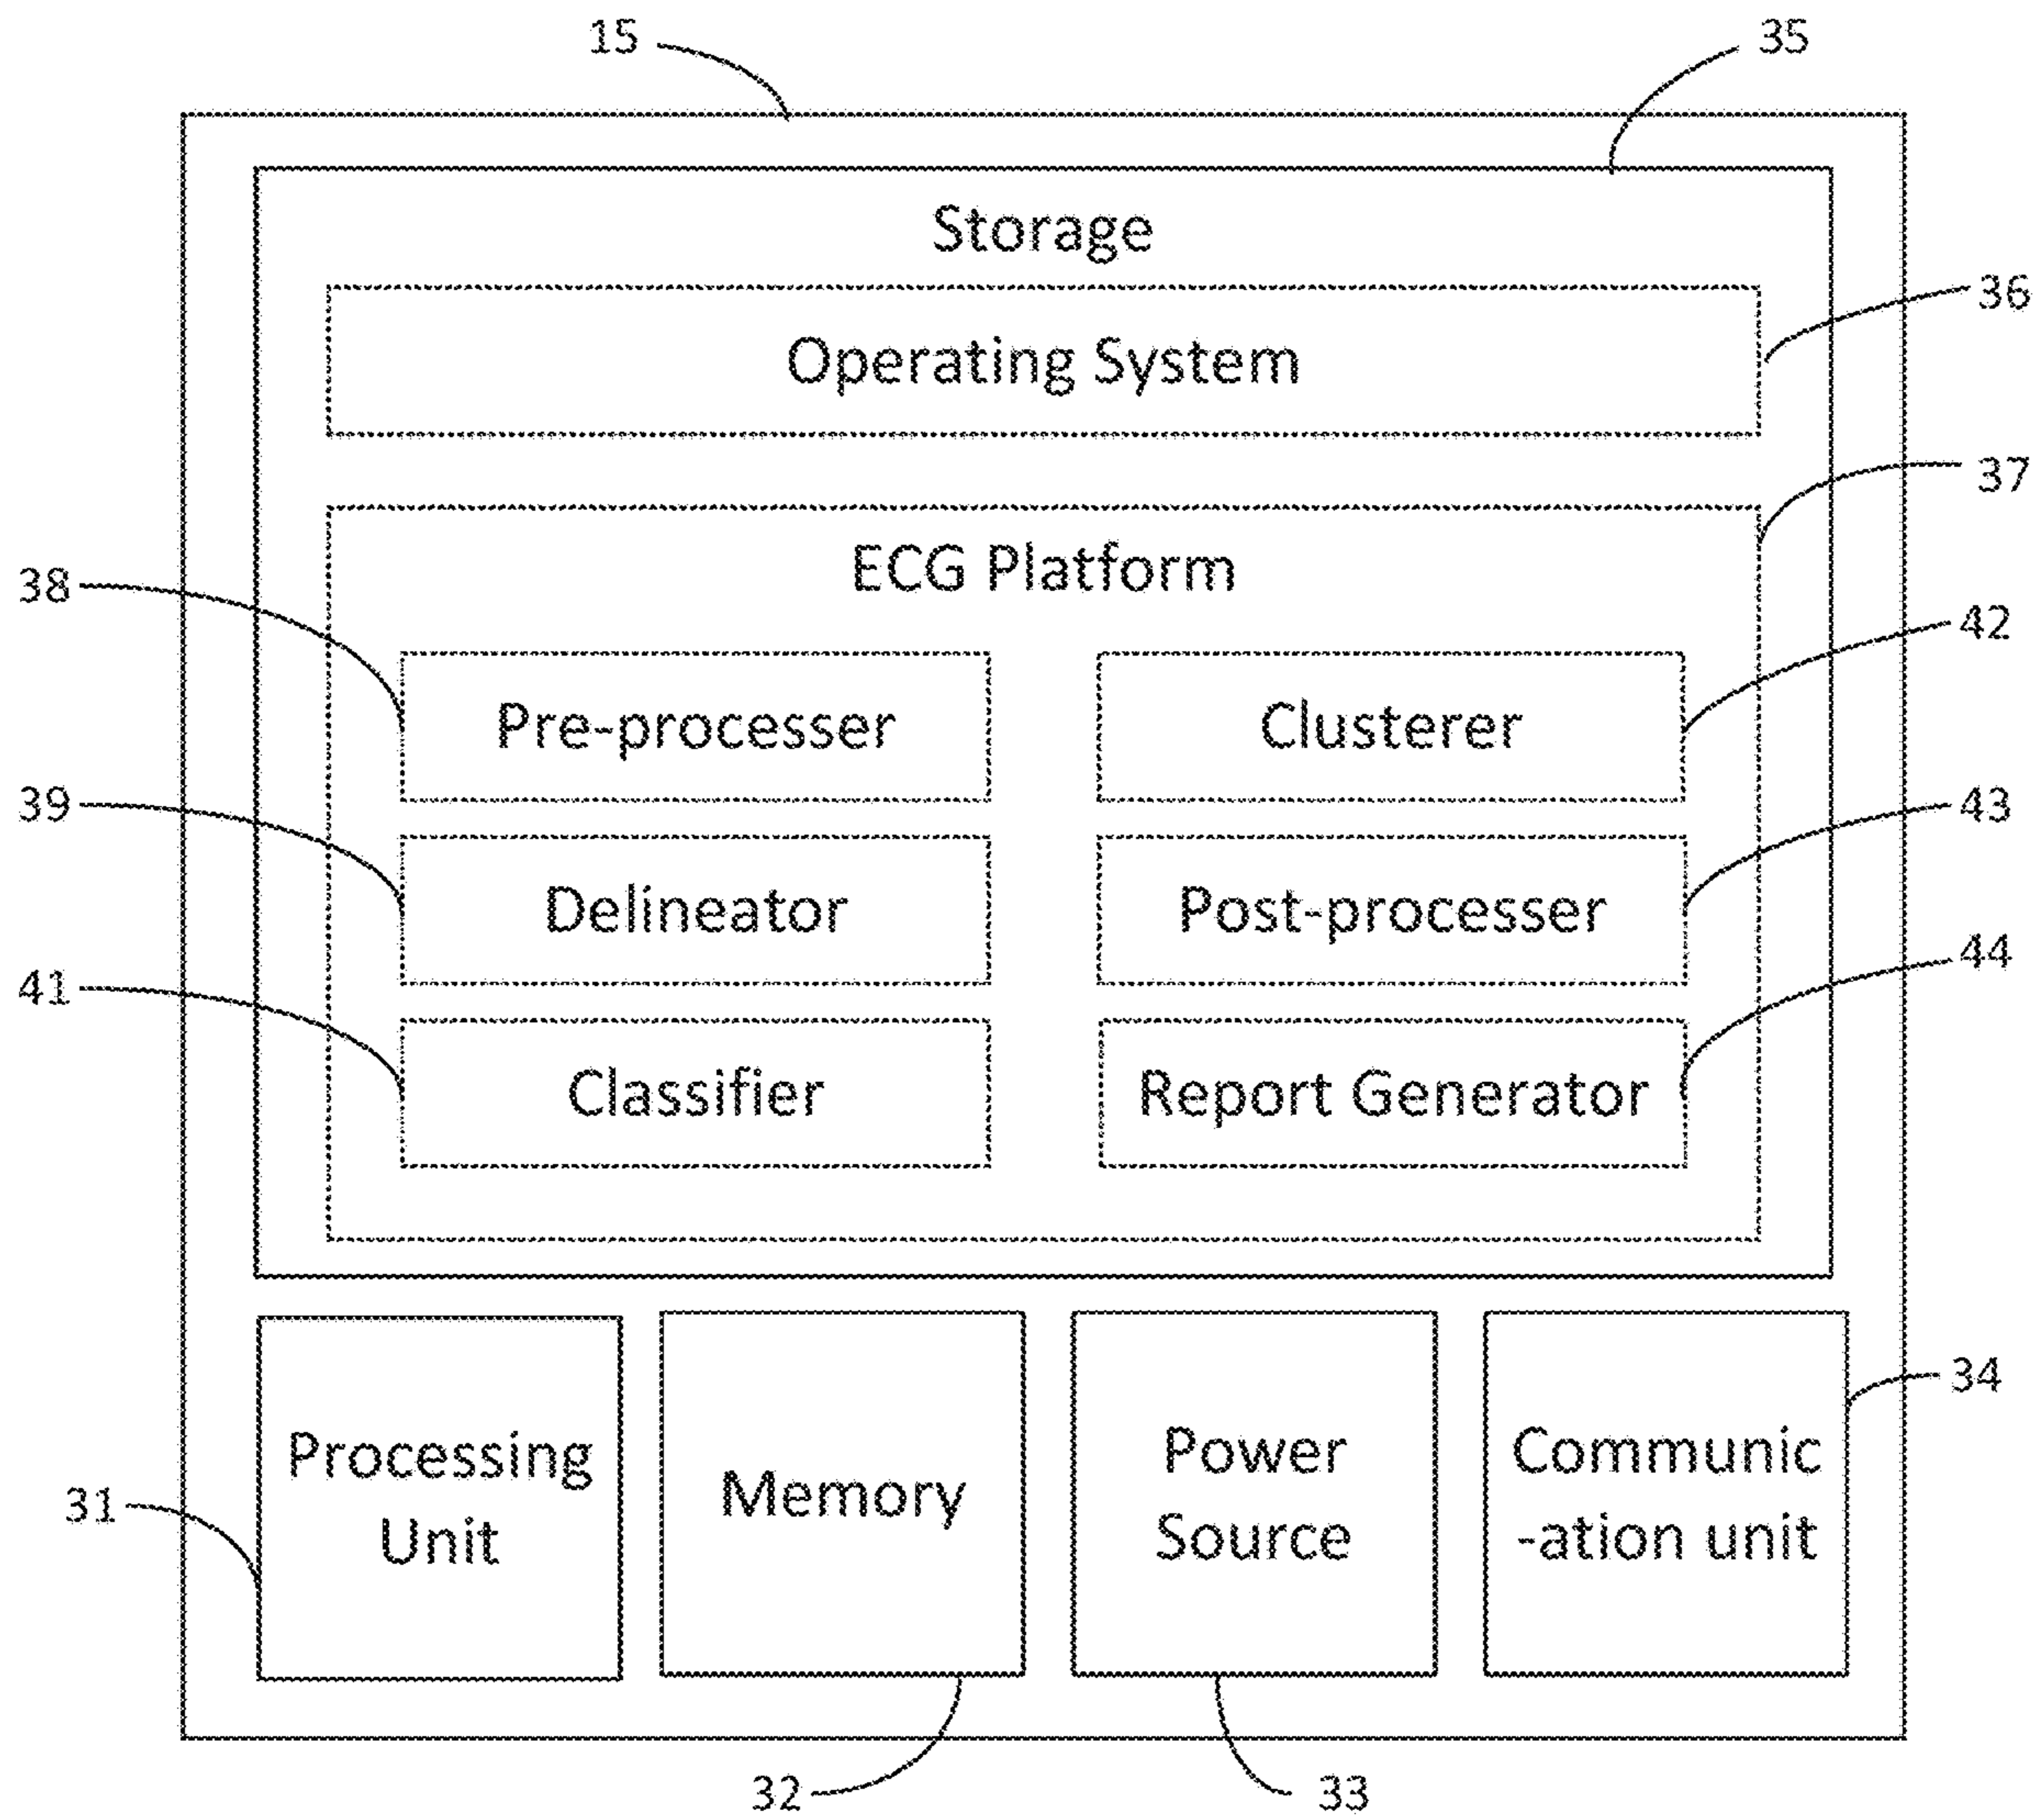 15
35
Storage
36
Operating System
37
ECG Platform
38
42
Pre-processer
Clusterer
39
43
Delineator
Post-processer
41
44
Classifier
Report Generator
34
Processing
Unit
Memory
Power
Source
Communic
-ation unit
31
32
33